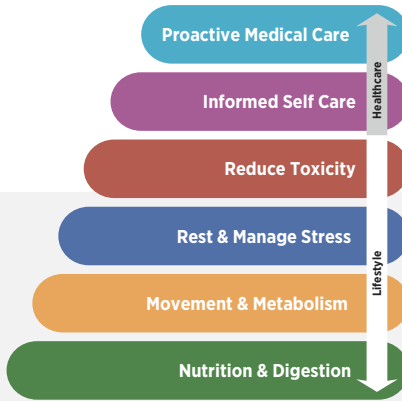 Proactive Medical Care
Healthcare
Informed Self Care
Reduce Toxicity
Rest & Manage Stress
Lifestyle
Movement & Metabolism
Nutrition & Digestion